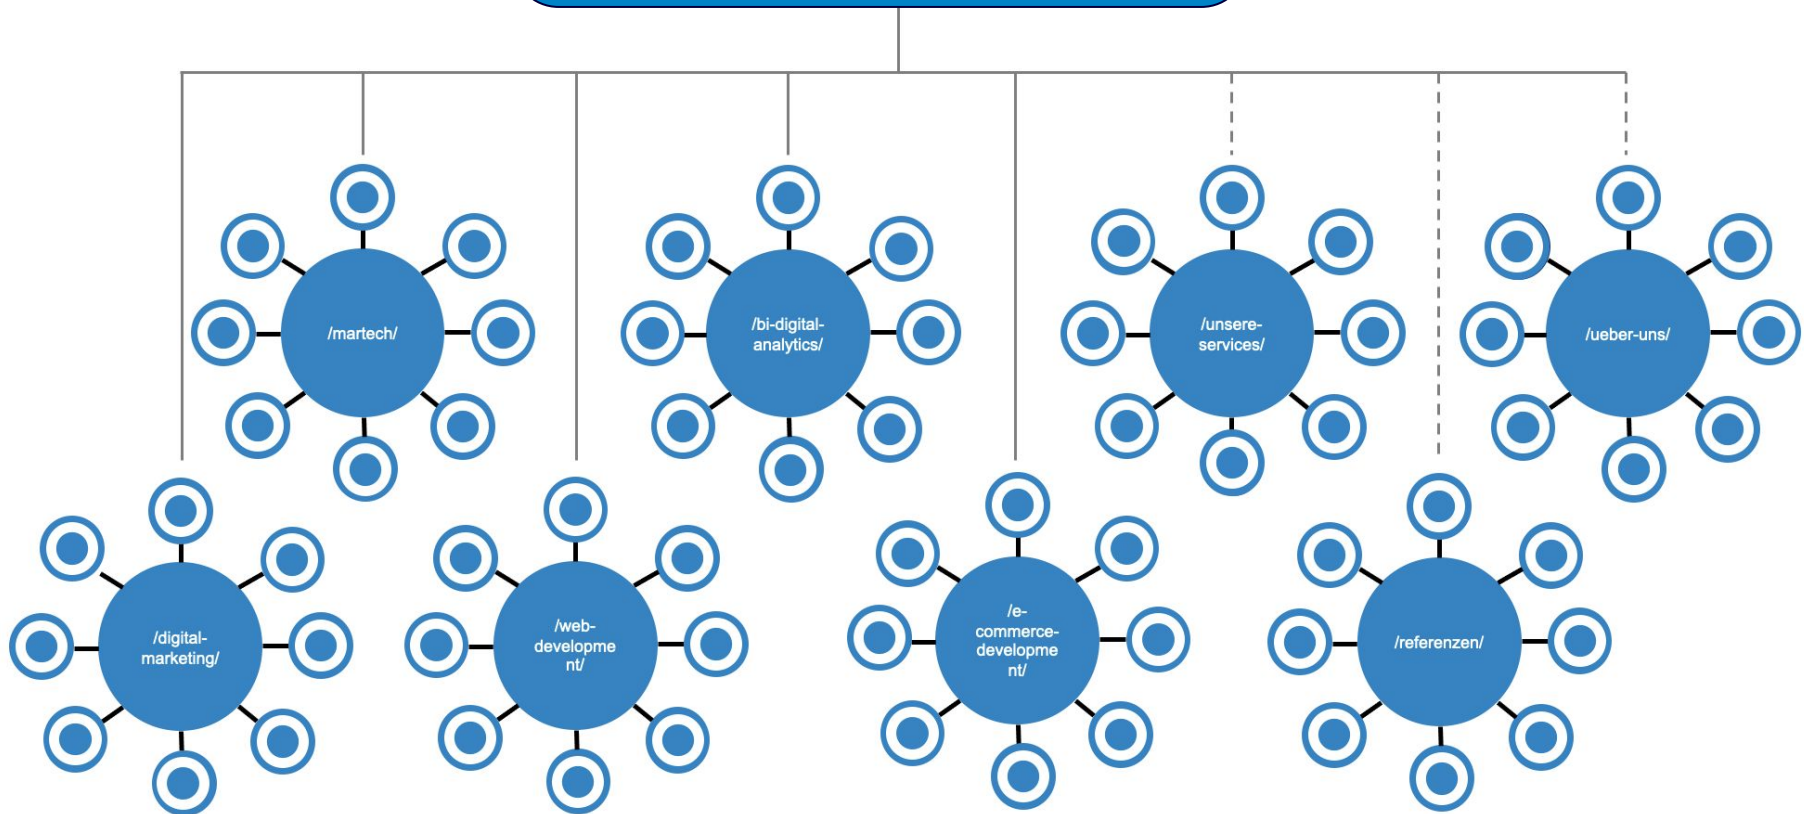 /martech/
/bi-digital-
analytics/
/unsere-
services/
/ueber-uns/
/digital-
marketing/
/web-
developme
nt/
/e-
commerce-
developme
nt/
/referenzen/